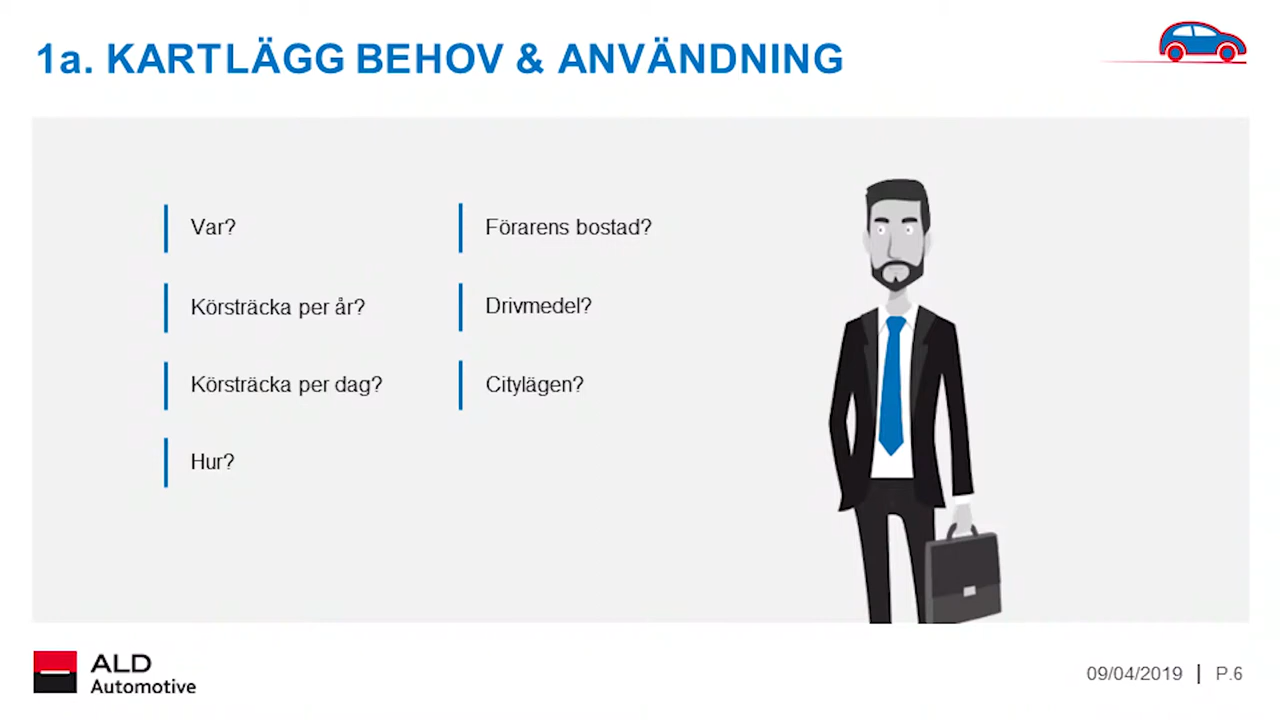 1a. KARTLÄGG BEHOV & ANVÄNDNING
Var?
Körsträcka per år?
Körsträcka per dag?
Hur?
Förarens bostad?
Drivmedel?
Citylägen?
ALD
Automotive
09/04/2019 | P.6